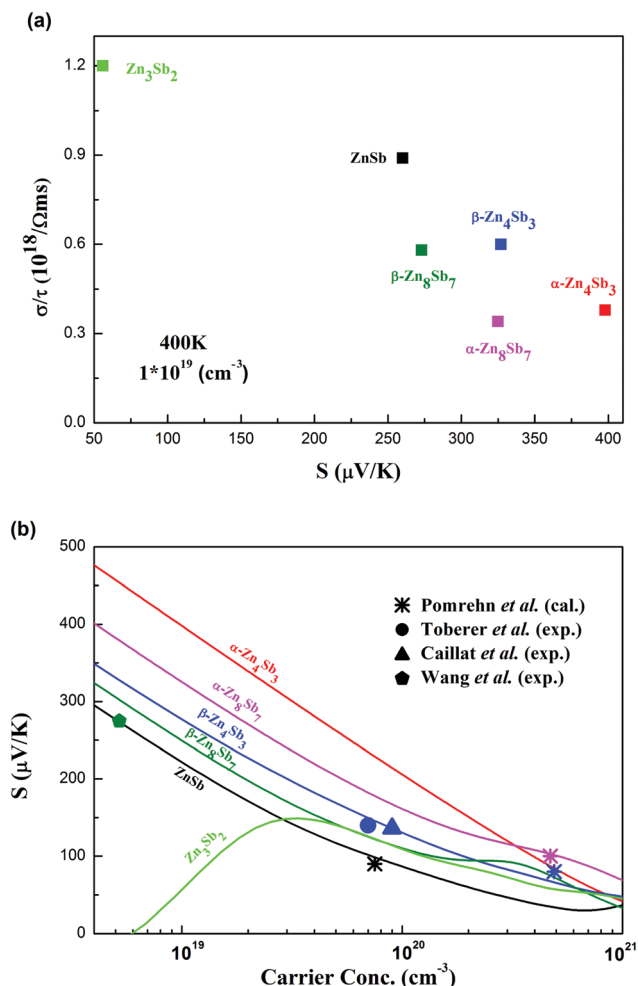 (a)
1.2
0.9
0.6
0.3
0.0
σ/τ (10^18/Ωms)
Zn3Sb2
ZnSb
β-Zn4Sb3
β-Zn8Sb7
α-Zn4Sb3
α-Zn8Sb7
400K
1*10^19 (cm^-3)
50 100 150 200 250 300 350 400
S (μV/K)
(b)
500
400
300
200
100
0
S (μV/K)
Pomrehn et al. (cal.)
Toberer et al. (exp.)
Caillat et al. (exp.)
Wang et al. (exp.)
α-Zn4Sb3
α-Zn8Sb7
β-Zn4Sb3
β-Zn8Sb7
ZnSb
Zn3Sb2
10^19 10^20 10^21
Carrier Conc. (cm^-3)